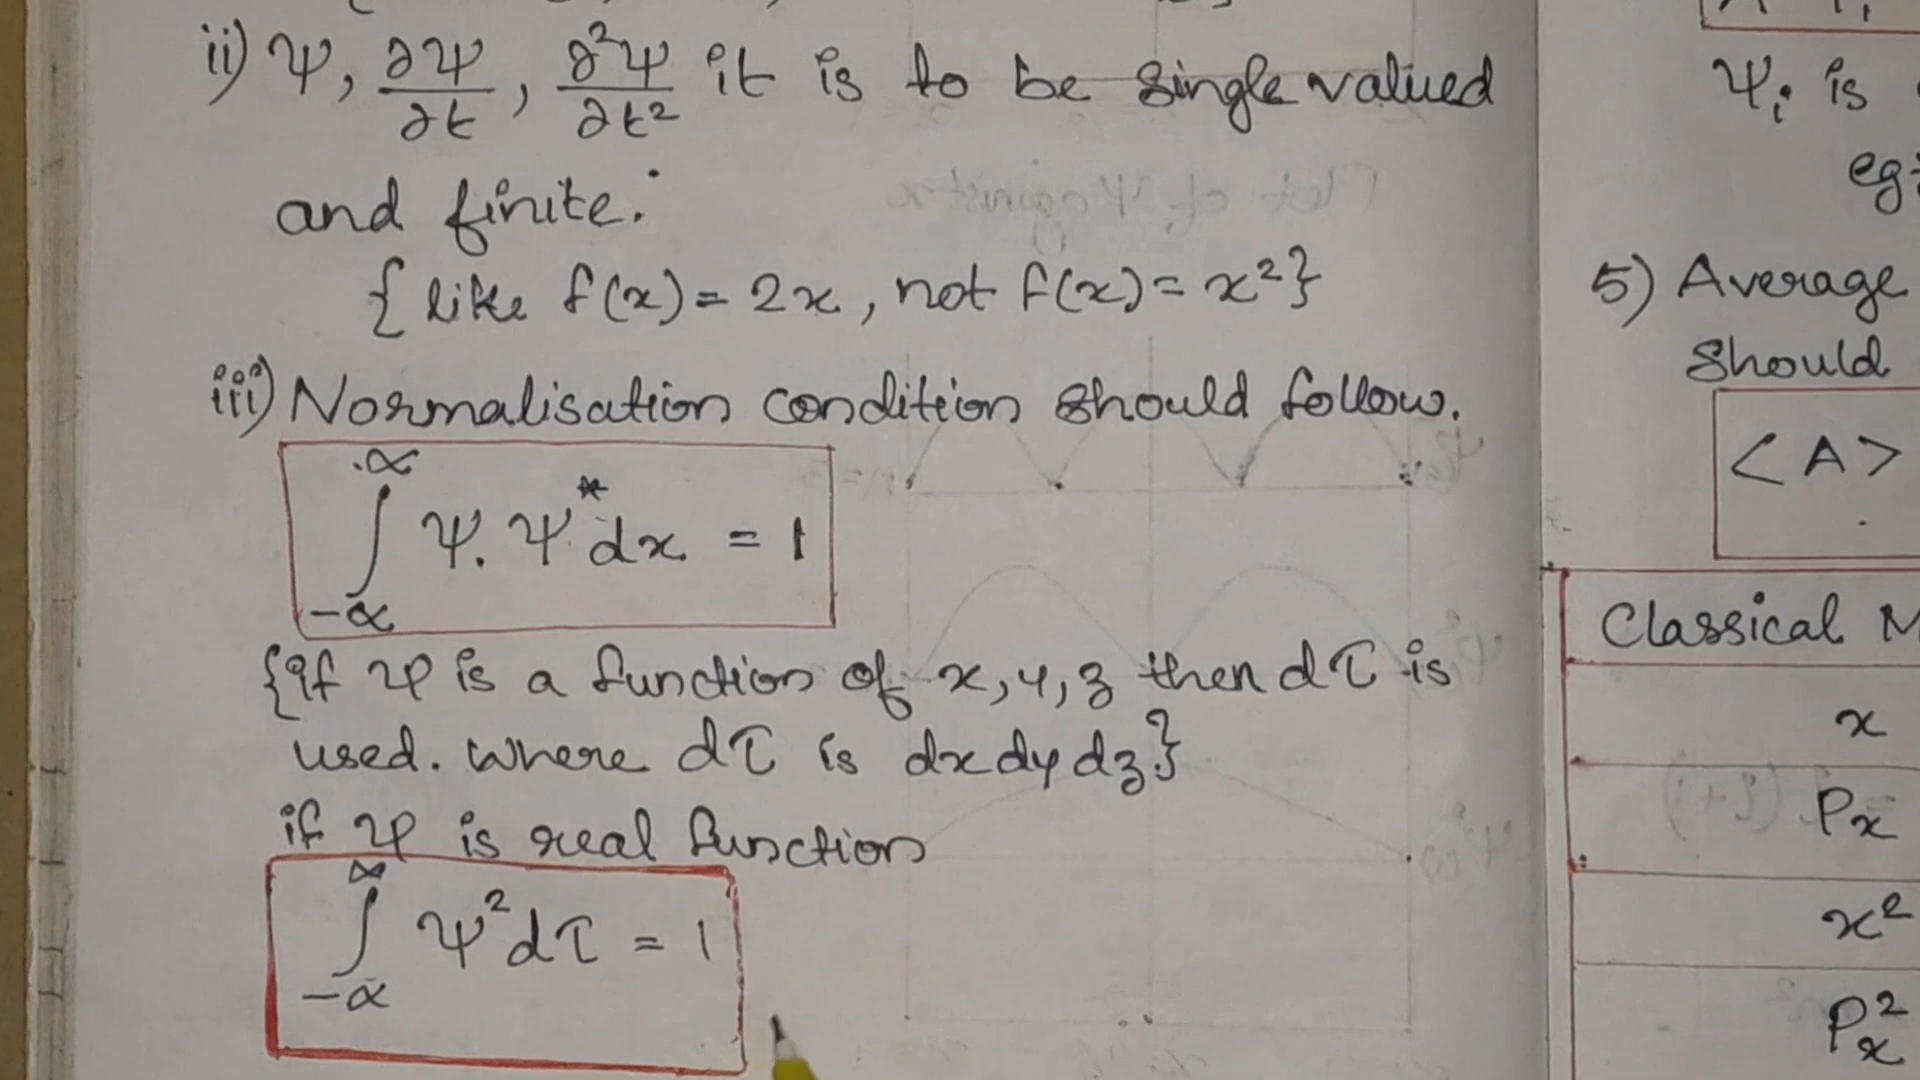 ii) Ψ, ∂Ψ/∂t, ∂²Ψ/∂t² it is to be single valued
and finite.
{ like f(x) = 2x, not f(x) = x² }
iii) Normalisation condition should follow.
∫_{-∝}^{∝} Ψ. Ψ* dx = 1
{if Ψ is a function of x, y, z then dτ is
used. where dτ is dx dy dz.}
if Ψ is real function
∫_{-∝}^{∞} Ψ² dτ = 1
Ψi is
eg:
5) Average
should
< A >
Classical M
x
Px
x²
Px²